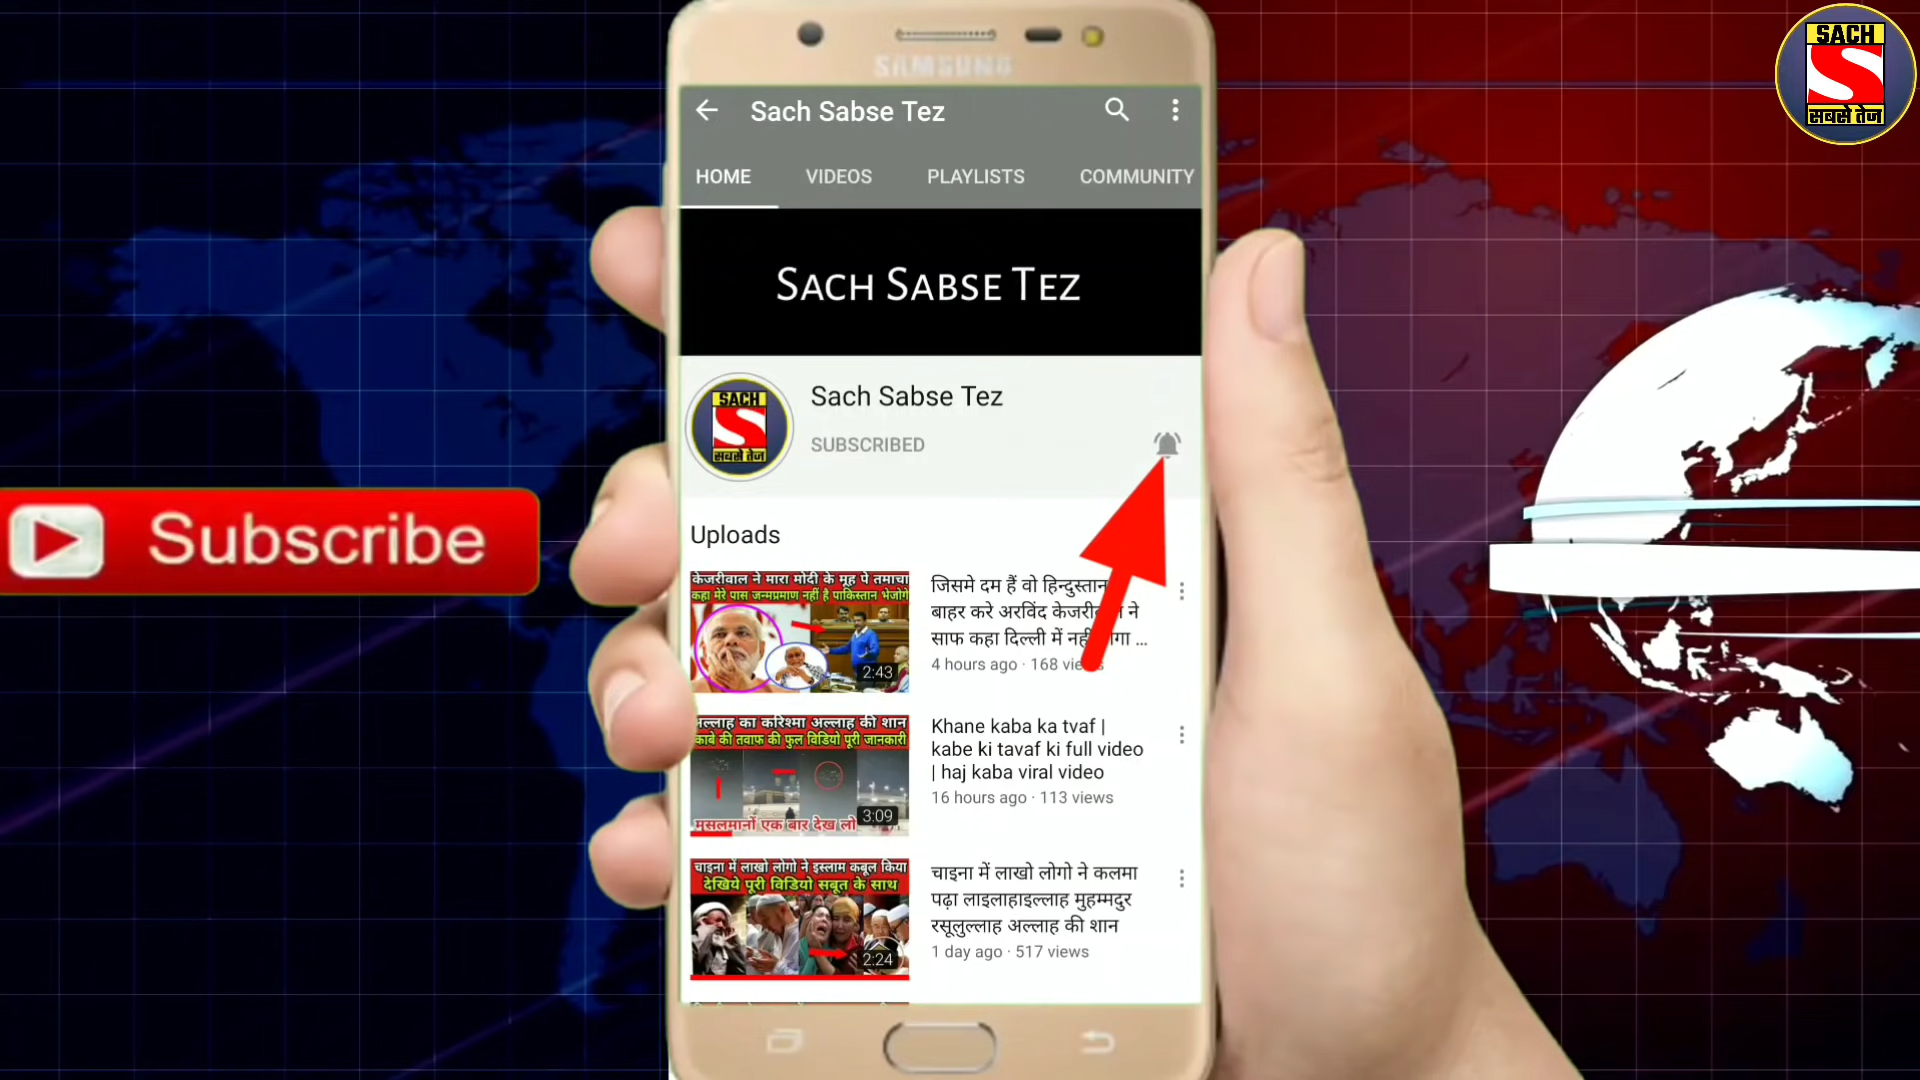 SACH
सबसे तेज
SAMSUNG
Sach Sabse Tez
HOME VIDEOS PLAYLISTS COMMUNITY
SACH SABSE TEZ
SACH
सबसे तेज
Sach Sabse Tez
SUBSCRIBED
Subscribe
Uploads
केजरीवाल ने मारा मोदी के मूह पे तमाचा
कहा मेरे पास जन्मप्रमाण नहीं है पाकिस्तान भेजोगे
2:43
जिसमे दम हैं वो हिन्दुस्तान
बाहर करे अरविंद केजरी ने
साफ कहा दिल्ली में ...
4 hours ago · 168
अल्लाह का करिश्मा अल्लाह की शान
काबे की तवाफ की फुल विडियो पूरी जानकारी
मुसलमानों एक बार देख लो
3:09
Khane kaba ka tvaf |
kabe ki tavaf ki full video
| haj kaba viral video
16 hours ago · 113 views
चाइना में लाखो लोगो ने इस्लाम कबूल किया
देखिये पूरी विडियो सबूत के साथ
2:24
चाइना में लाखो लोगो ने कलमा
पढ़ा लाइलाहाइल्लाह मुहम्मदुर
रसूलुल्लाह अल्लाह की शान
1 day ago · 517 views